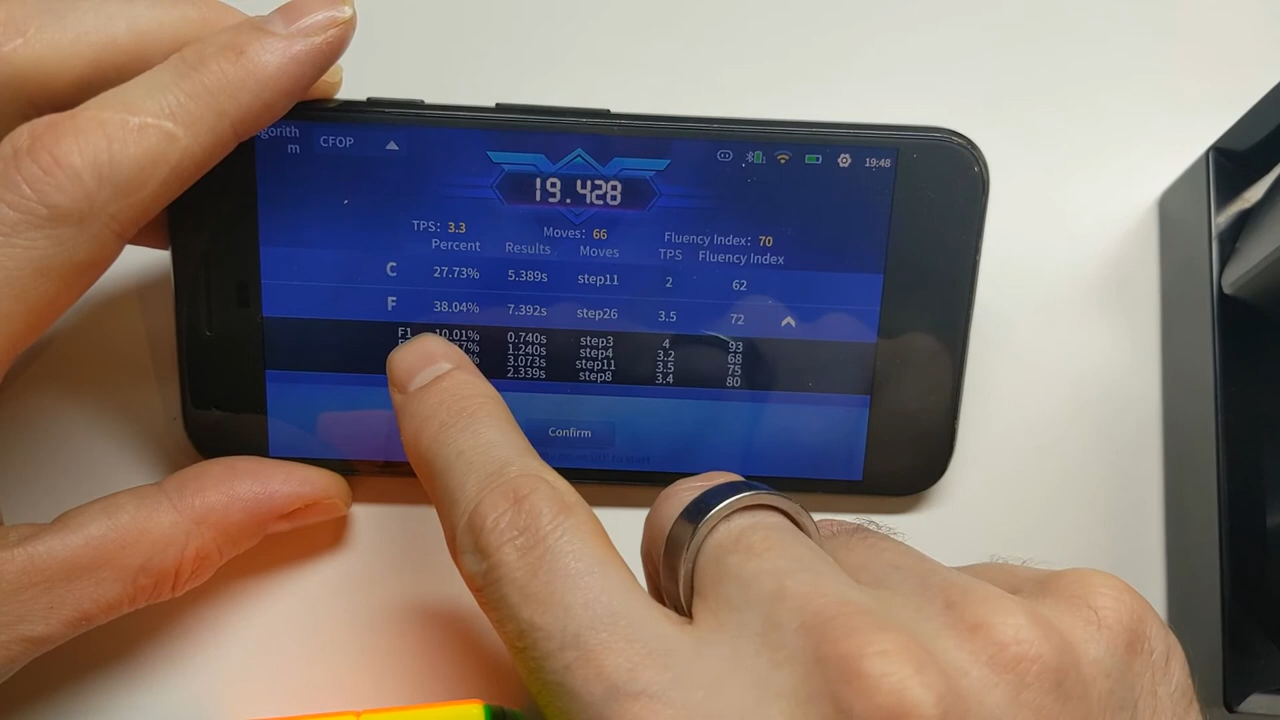 gorith
m
CFOP
19:48
19.428
TPS: 3.3
Moves: 66
Fluency Index: 70
Percent Results Moves TPS Fluency Index
C 27.73% 5.389s step11 2 62
F 38.04% 7.392s step26 3.5 72
F1 10.01% 0.740s step3 4 93
1.240s step4 3.2 68
3.073s step11 3.5 75
2.339s step8 3.4 80
Confirm